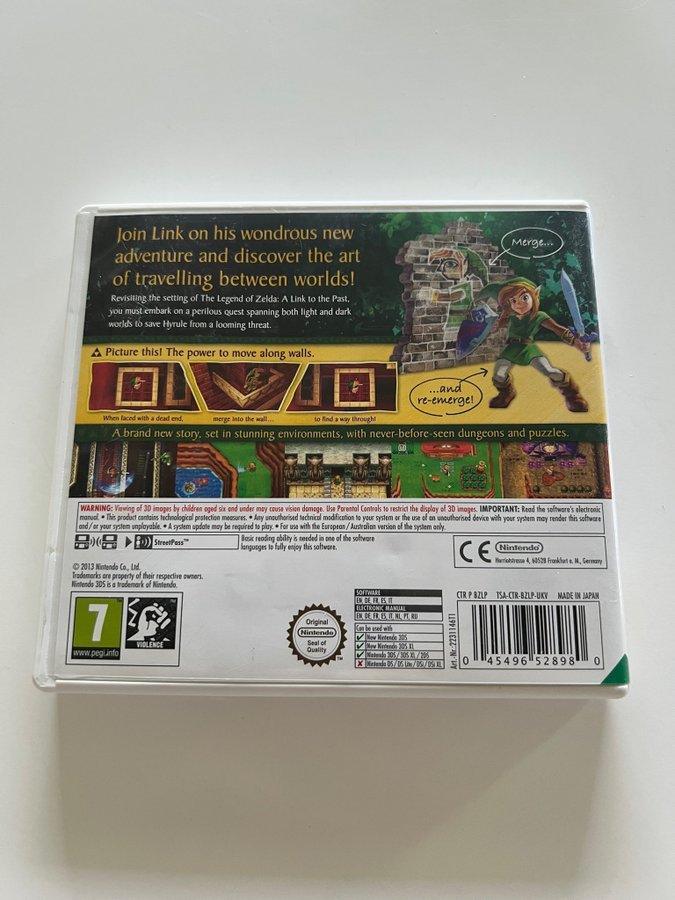 Join Link on his wondrous new
adventure and discover the art
of travelling between worlds!
Revisiting the setting of The Legend of Zelda: A Link to the Past,
you must embark on a perilous quest spanning both light and dark
worlds to save Hyrule from a looming threat.
Merge...
...and
re-emerge!
Picture this! The power to move along walls.
When faced with a dead end,
merge into the wall...
to find a way through!
A brand new story, set in stunning environments, with never-before-seen dungeons and puzzles.
WARNING: Viewing of 3D images by children aged six and under may cause vision damage. Use Parental Controls to restrict the display of 3D images. IMPORTANT: Read the software's electronic
manual. • This product contains technological protection measures. • Any unauthorised technical modification to your system or the use of an unauthorised device with your system may render this software
and / or your system unplayable. • A system update may be required to play. • For use with the European / Australian version of the system only.
StreetPass™
Basic reading ability is needed in one of the software
languages to fully enjoy this software.
CE
Nintendo®
Herriotstrasse 4, 60528 Frankfurt a. M., Germany
© 2013 Nintendo Co., Ltd.
Trademarks are property of their respective owners.
Nintendo 3DS is a trademark of Nintendo.
7
www.pegi.info
VIOLENCE
Original
Nintendo
Seal of
Quality
TM
SOFTWARE
EN, DE, FR, ES, IT
ELECTRONIC MANUAL
EN, DE, FR, ES, IT, NL, PT, RU
Can be used with
New Nintendo 3DS
New Nintendo 3DS XL
Nintendo 3DS / 3DS XL / 2DS
Nintendo DS / DS Lite / DSi / DSi XL
Art.-Nr.: 2231146T1
CTR P BZLP TSA-CTR-BZLP-UKV MADE IN JAPAN
0 45496 52898 0